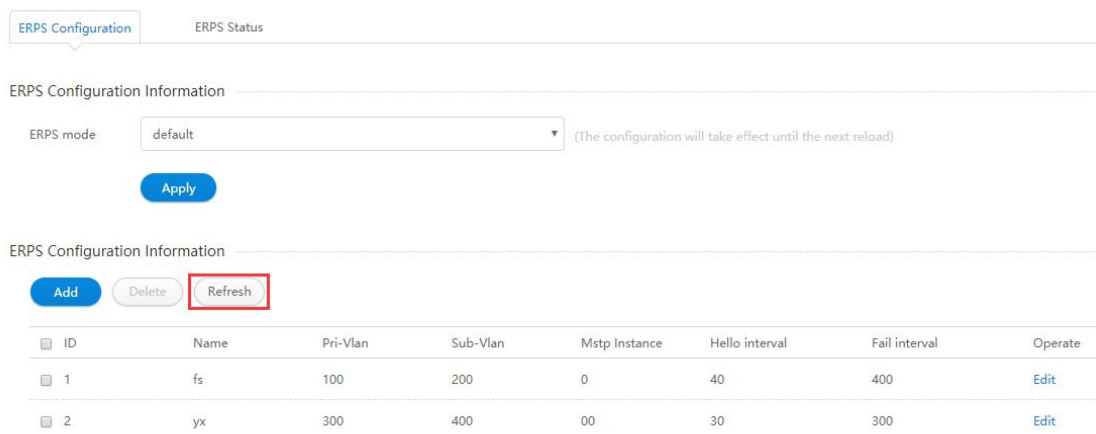 ERPS Configuration ERPS Status
ERPS Configuration Information
ERPS mode default (The configuration will take effect until the next reload)
Apply
ERPS Configuration Information
Add Delete Refresh
ID Name Pri-Vlan Sub-Vlan Mstp Instance Hello interval Fail interval Operate
1 fs 100 200 0 40 400 Edit
2 yx 300 400 00 30 300 Edit